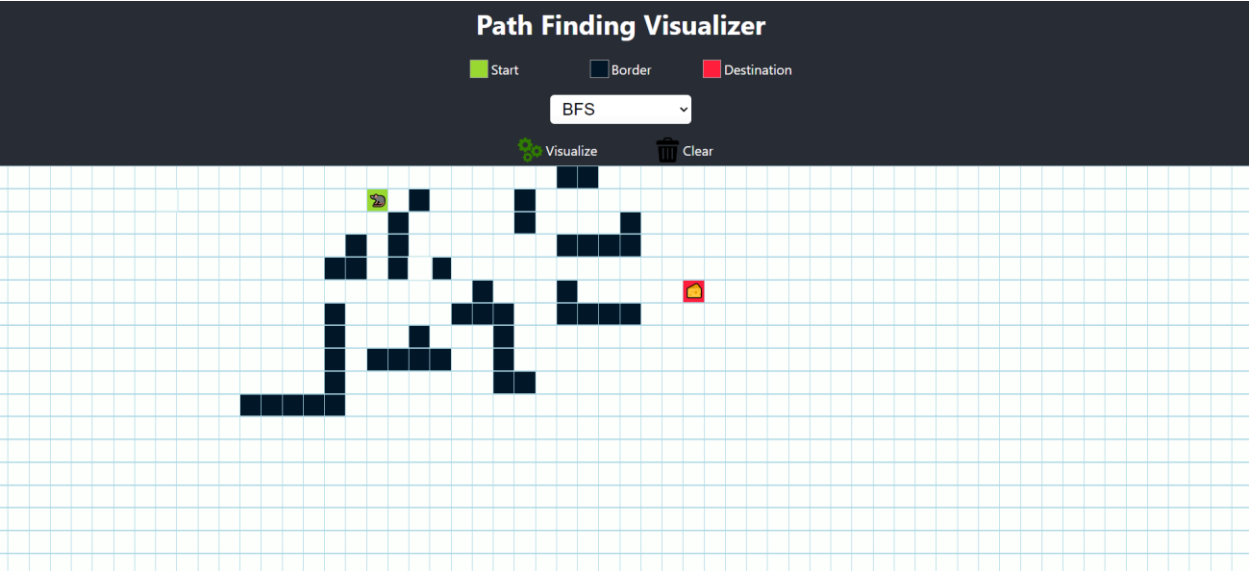 Path Finding Visualizer
Start Border Destination
BFS
Visualize Clear